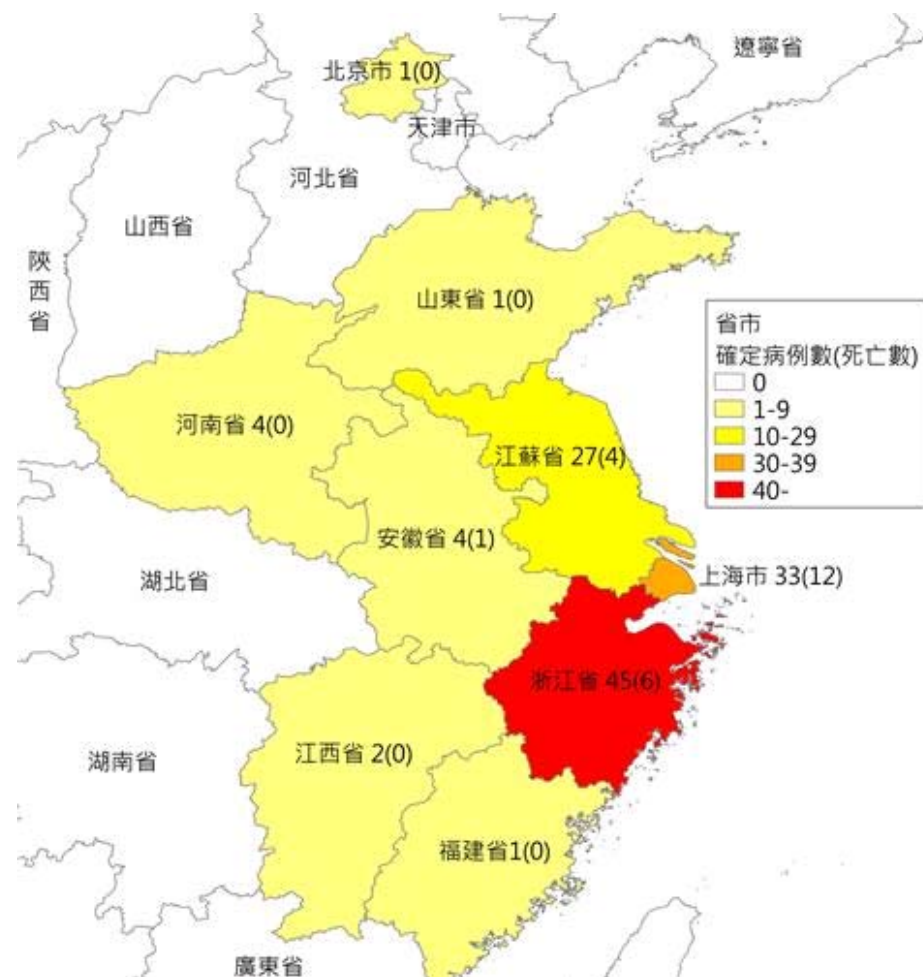 遼寧省
北京市 1(0)
天津市
河北省
山西省
陝西省
山東省 1(0)
省市
確定病例數(死亡數)
0
1-9
10-29
30-39
40-
河南省 4(0)
江蘇省 27(4)
安徽省 4(1)
湖北省
上海市 33(12)
浙江省 45(6)
江西省 2(0)
湖南省
福建省1(0)
廣東省